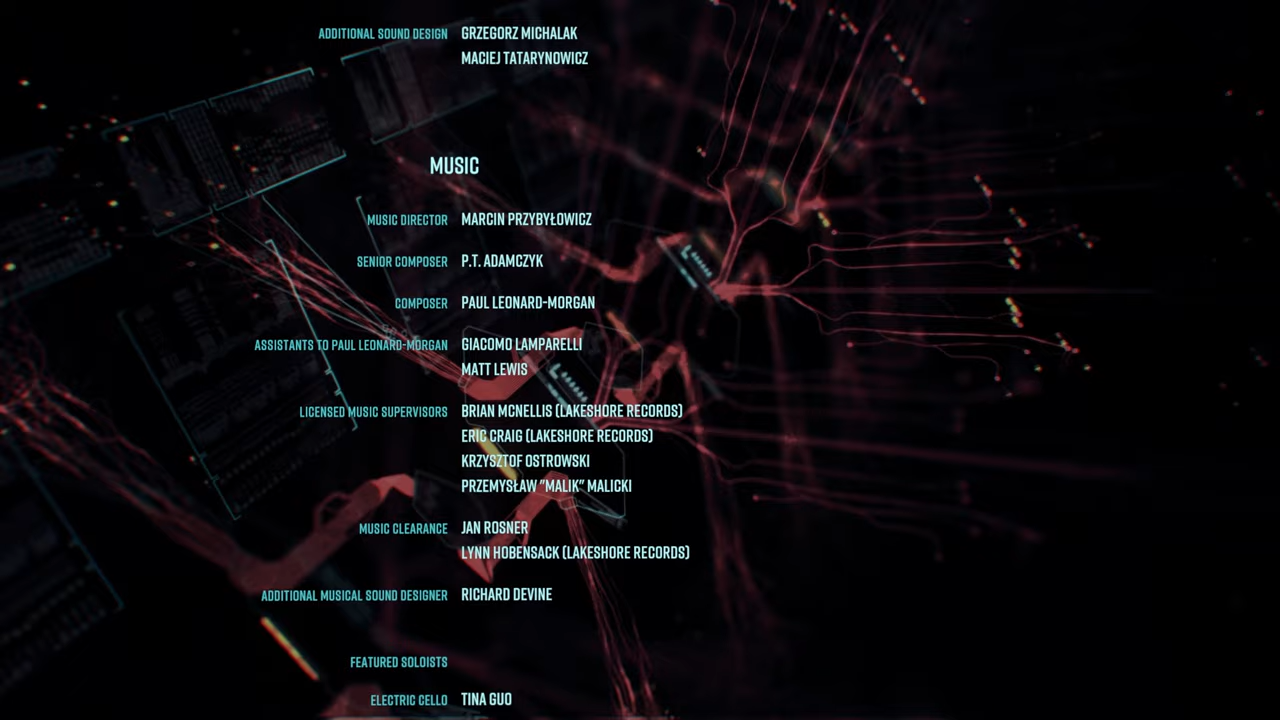 ADDITIONAL SOUND DESIGN GRZEGORZ MICHALAK
MACIEJ TATARYNOWICZ
MUSIC
MUSIC DIRECTOR MARCIN PRZYBYŁOWICZ
SENIOR COMPOSER P.T. ADAMCZYK
COMPOSER PAUL LEONARD-MORGAN
ASSISTANTS TO PAUL LEONARD-MORGAN GIACOMO LAMPARELLI
MATT LEWIS
LICENSED MUSIC SUPERVISORS BRIAN MCNELLIS (LAKESHORE RECORDS)
ERIC CRAIG (LAKESHORE RECORDS)
KRZYSZTOF OSTROWSKI
PRZEMYSŁAW "MALIK" MALICKI
MUSIC CLEARANCE JAN ROSNER
LYNN HOBENSACK (LAKESHORE RECORDS)
ADDITIONAL MUSICAL SOUND DESIGNER RICHARD DEVINE
FEATURED SOLOISTS
ELECTRIC CELLO TINA GUO